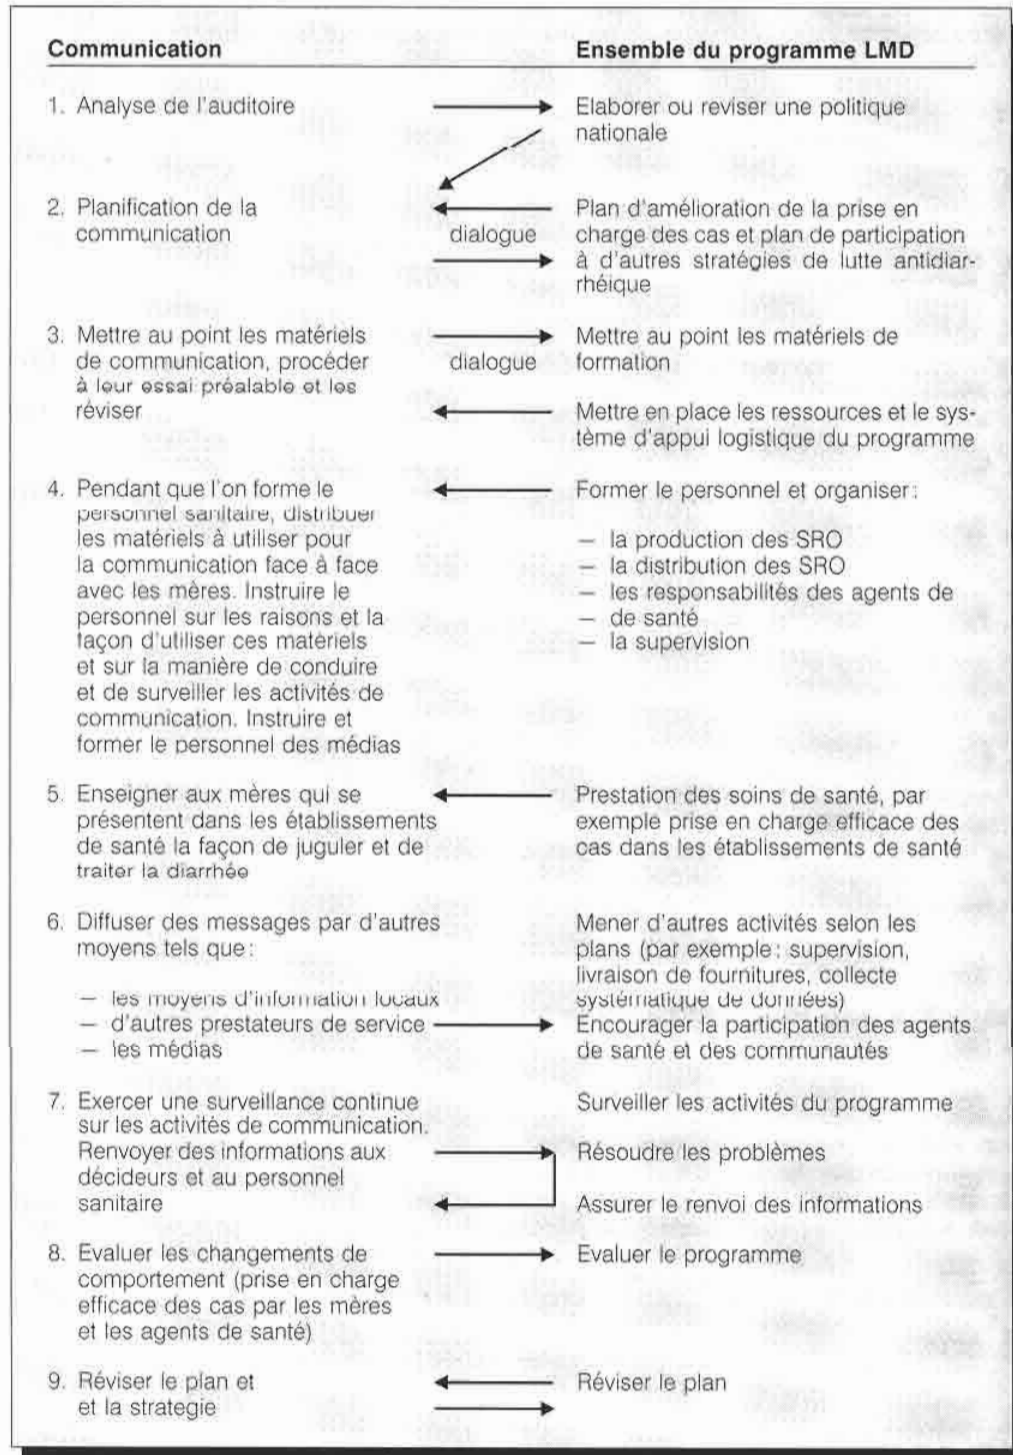 Communication
Ensemble du programme LMD
1. Analyse de l'auditoire
Elaborer ou reviser une politique
nationale
2. Planification de la
communication
dialogue
Plan d'amélioration de la prise en
charge des cas et plan de participation
à d'autres stratégies de lutte antidiar-
rhéique
3. Mettre au point les matériels
de communication, procéder
à leur essai préalable et les
réviser
dialogue
Mettre au point les matériels de
formation
Mettre en place les ressources et le sys-
tème d'appui logistique du programme
4. Pendant que l'on forme le
personnel sanitaire, distribuer
les matériels à utiliser pour
la communication face à face
avec les mères. Instruire le
personnel sur les raisons et la
façon d'utiliser ces matériels
et sur la manière de conduire
et de surveiller les activités de
communication. Instruire et
former le personnel des médias
Former le personnel et organiser :
— la production des SRO
— la distribution des SRO
— les responsabilités des agents de
— de santé
— la supervision
5. Enseigner aux mères qui se
présentent dans les établissements
de santé la façon de juguler et de
traiter la diarrhée
Prestation des soins de santé, par
exemple prise en charge efficace des
cas dans les établissements de santé
6. Diffuser des messages par d'autres
moyens tels que :
— les moyens d'information locaux
— d'autres prestateurs de service
— les médias
Mener d'autres activités selon les
plans (par exemple : supervision,
livraison de fournitures, collecte
systématique de données)
Encourager la participation des agents
de santé et des communautés
7. Exercer une surveillance continue
sur les activités de communication.
Renvoyer des informations aux
décideurs et au personnel
sanitaire
Surveiller les activités du programme
Résoudre les problèmes
Assurer le renvoi des informations
8. Evaluer les changements de
comportement (prise en charge
efficace des cas par les mères
et les agents de santé)
Evaluer le programme
9. Réviser le plan et
et la strategie
Réviser le plan